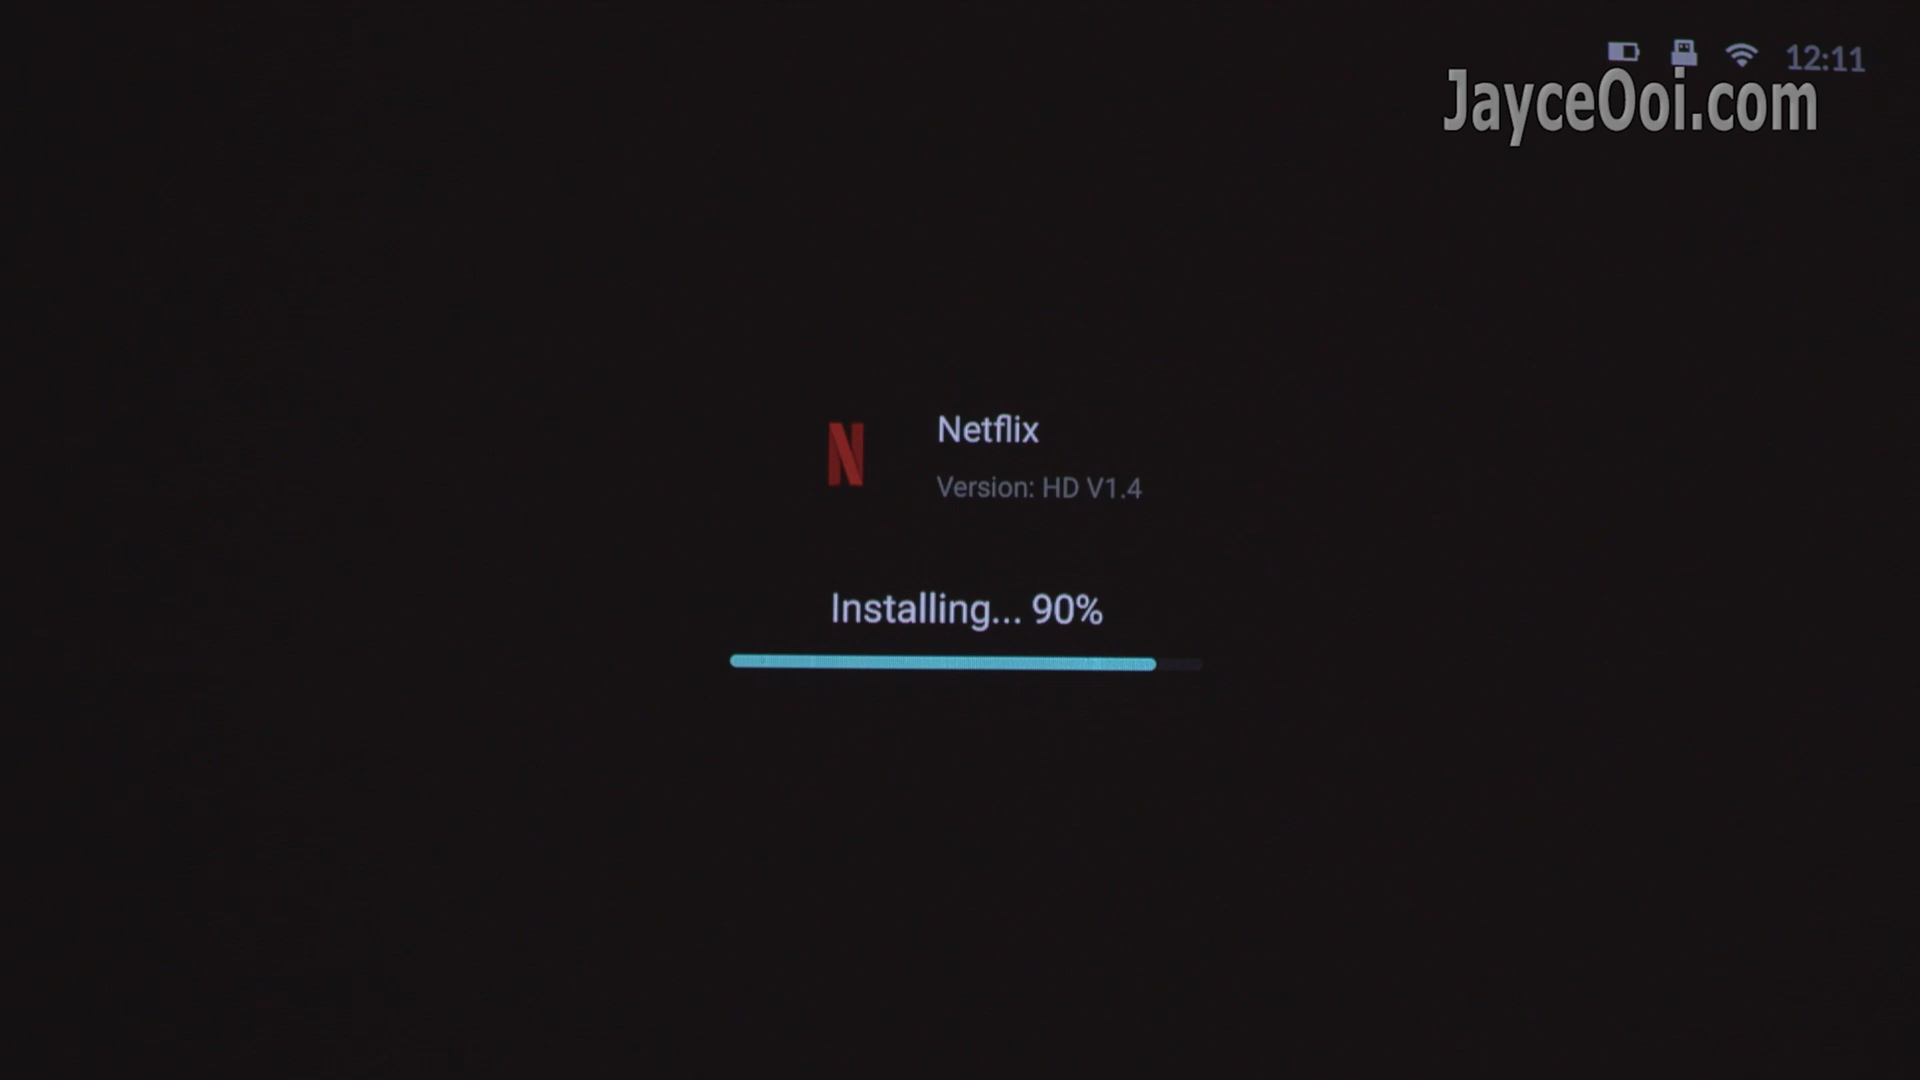 12:11
JayceOoi.com
N
Netflix
Version: HD V1.4
Installing... 90%